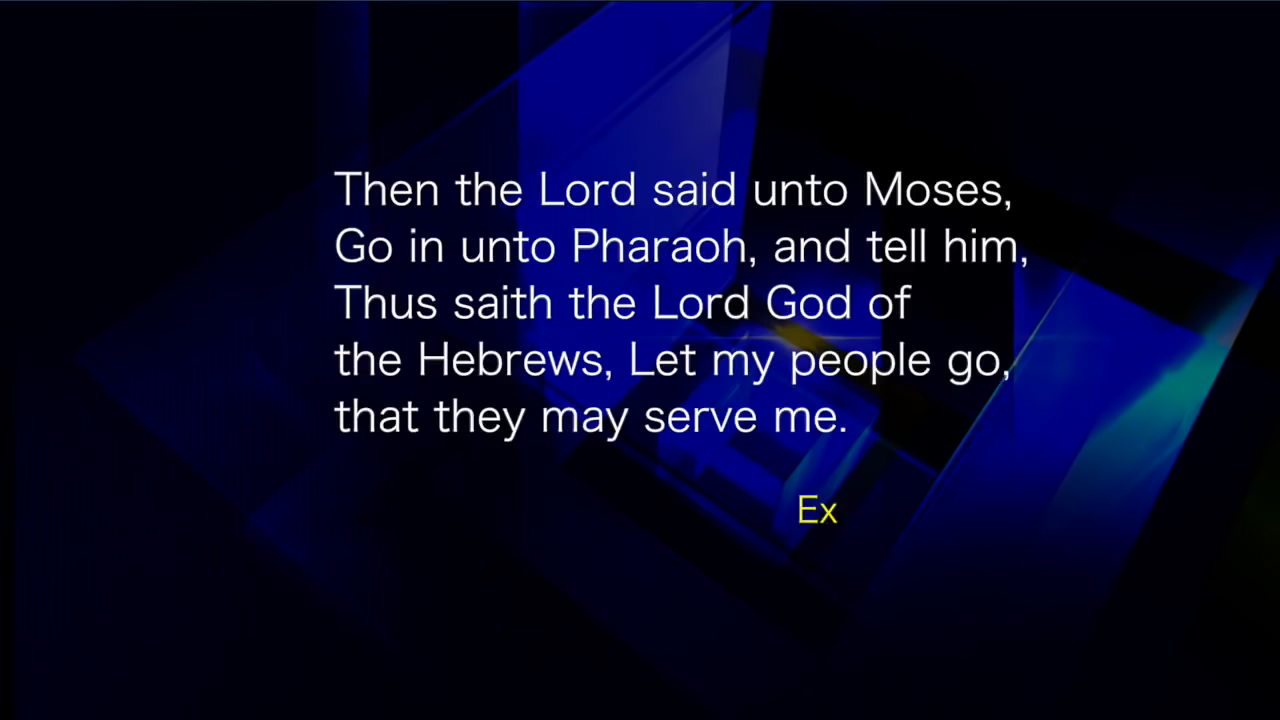 Then the Lord said unto Moses,
Go in unto Pharaoh, and tell him,
Thus saith the Lord God of
the Hebrews, Let my people go,
that they may serve me.
Ex